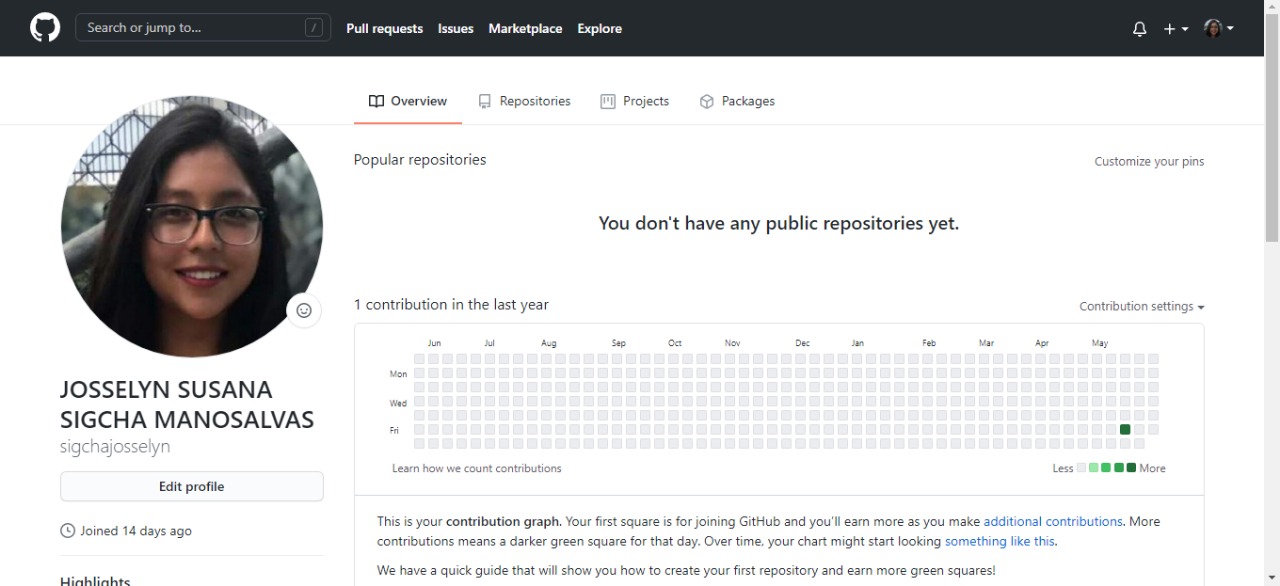 Search or jump to...
/
Pull requests
Issues
Marketplace
Explore
Overview
Repositories
Projects
Packages
Popular repositories
Customize your pins
You don't have any public repositories yet.
JOSSELYN SUSANA
SIGCHA MANOSALVAS
sigchajosselyn
Edit profile
Joined 14 days ago
Highlights
1 contribution in the last year
Contribution settings
Jun Jul Aug Sep Oct Nov Dec Jan Feb Mar Apr May
Mon
Wed
Fri
Learn how we count contributions
Less
More
This is your contribution graph. Your first square is for joining GitHub and you'll earn more as you make additional contributions. More
contributions means a darker green square for that day. Over time, your chart might start looking something like this.
We have a quick guide that will show you how to create your first repository and earn more green squares!